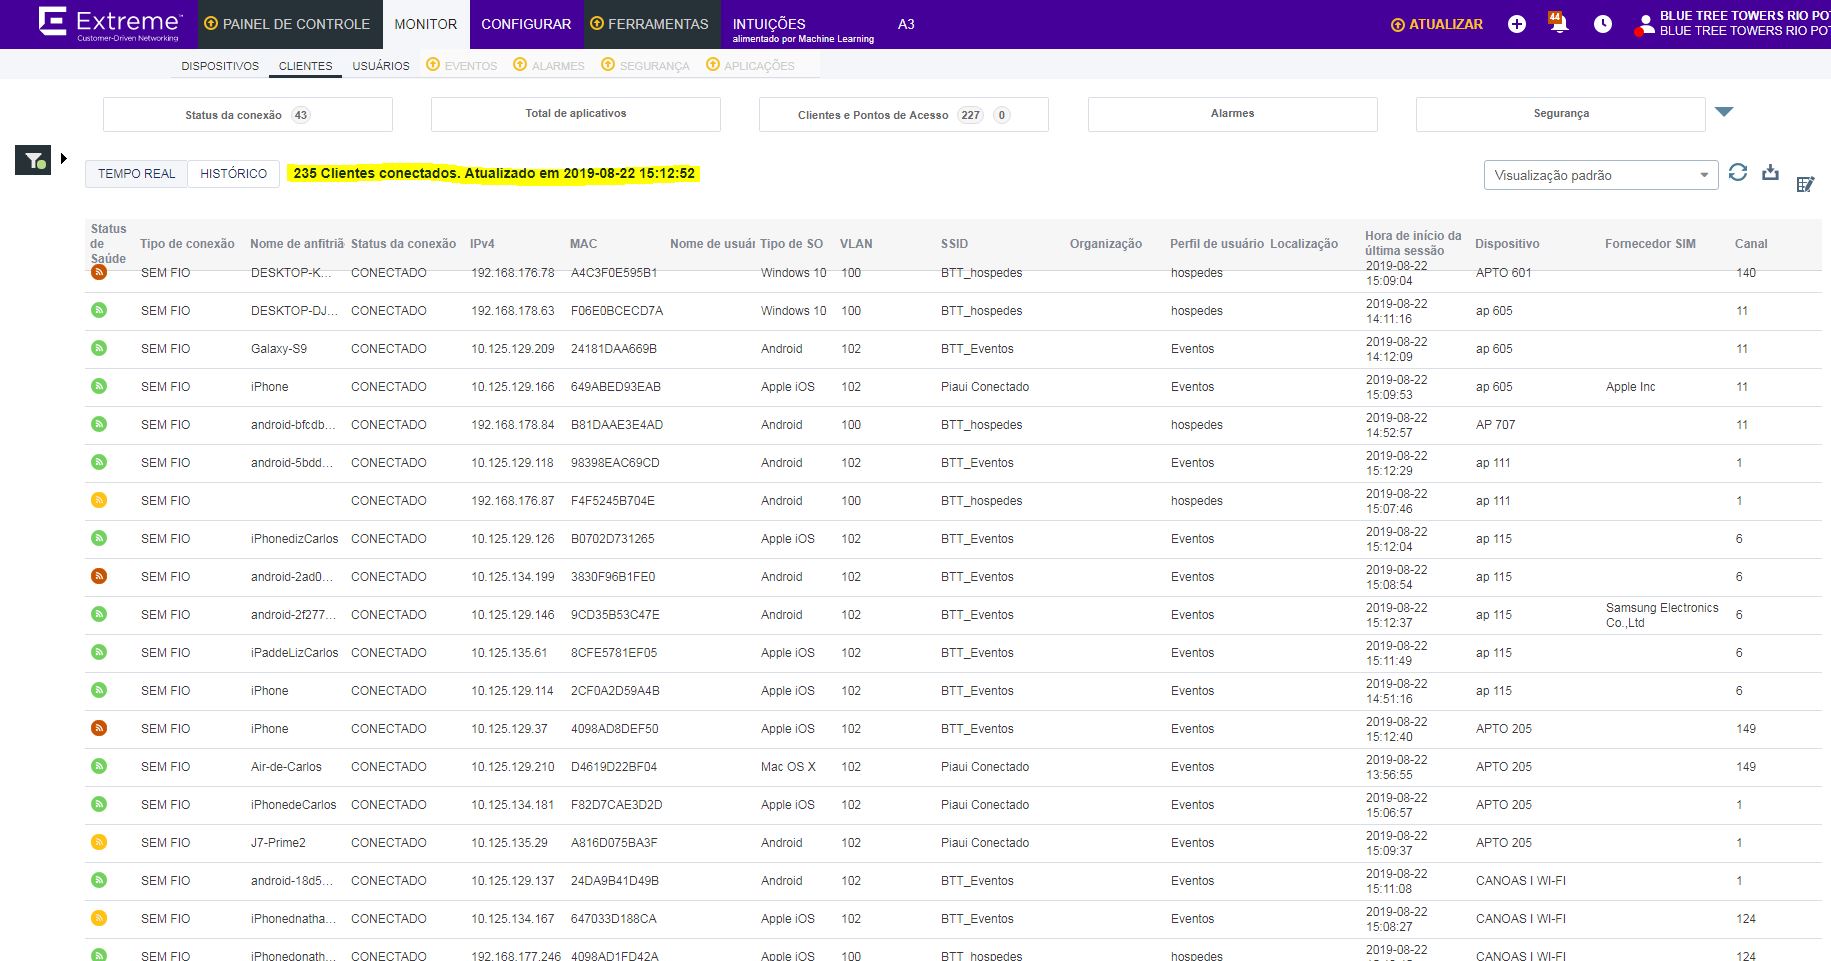 Extreme™
Customer-Driven Networking
PAINEL DE CONTROLE
MONITOR
CONFIGURAR
FERRAMENTAS
INTUIÇÕES
alimentado por Machine Learning
A3
ATUALIZAR
44
BLUE TREE TOWERS RIO POT
BLUE TREE TOWERS RIO POT
DISPOSITIVOS CLIENTES USUÁRIOS EVENTOS ALARMES SEGURANÇA APLICAÇÕES
Status da conexão 43
Total de aplicativos
Clientes e Pontos de Acesso 227 0
Alarmes
Segurança
TEMPO REAL HISTÓRICO 235 Clientes conectados. Atualizado em 2019-08-22 15:12:52
Visualização padrão
Status de Saúde Tipo de conexão Nome de anfitriã Status da conexão IPv4 MAC Nome de usuár Tipo de SO VLAN SSID Organização Perfil de usuário Localização Hora de início da última sessão Dispositivo Fornecedor SIM Canal
SEM FIO DESKTOP-K... CONECTADO 192.168.176.78 A4C3F0E595B1 Windows 10 100 BTT_hospedes hospedes 2019-08-22 15:09:04 APTO 601 140
SEM FIO DESKTOP-DJ... CONECTADO 192.168.178.63 F06E0BCECD7A Windows 10 100 BTT_hospedes hospedes 2019-08-22 14:11:16 ap 605 11
SEM FIO Galaxy-S9 CONECTADO 10.125.129.209 24181DAA669B Android 102 BTT_Eventos Eventos 2019-08-22 14:12:09 ap 605 11
SEM FIO iPhone CONECTADO 10.125.129.166 649ABED93EAB Apple iOS 102 Piaui Conectado Eventos 2019-08-22 15:09:53 ap 605 Apple Inc 11
SEM FIO android-bfcdb... CONECTADO 192.168.178.84 B81DAAE3E4AD Android 100 BTT_hospedes hospedes 2019-08-22 14:52:57 AP 707 11
SEM FIO android-5bdd... CONECTADO 10.125.129.118 98398EAC69CD Android 102 BTT_Eventos Eventos 2019-08-22 15:12:29 ap 111 1
SEM FIO CONECTADO 192.168.176.87 F4F5245B704E Android 100 BTT_hospedes hospedes 2019-08-22 15:07:46 ap 111 1
SEM FIO iPhonedizCarlos CONECTADO 10.125.129.126 B0702D731265 Apple iOS 102 BTT_Eventos Eventos 2019-08-22 15:12:04 ap 115 6
SEM FIO android-2ad0... CONECTADO 10.125.134.199 3830F96B1FE0 Android 102 BTT_Eventos Eventos 2019-08-22 15:08:54 ap 115 6
SEM FIO android-2f277... CONECTADO 10.125.129.146 9CD35B53C47E Android 102 BTT_Eventos Eventos 2019-08-22 15:12:37 ap 115 Samsung Electronics Co.,Ltd 6
SEM FIO iPaddeLizCarlos CONECTADO 10.125.135.61 8CFE5781EF05 Apple iOS 102 BTT_Eventos Eventos 2019-08-22 15:11:49 ap 115 6
SEM FIO iPhone CONECTADO 10.125.129.114 2CF0A2D59A4B Apple iOS 102 BTT_Eventos Eventos 2019-08-22 14:51:16 ap 115 6
SEM FIO iPhone CONECTADO 10.125.129.37 4098AD8DEF50 Apple iOS 102 BTT_Eventos Eventos 2019-08-22 15:12:40 APTO 205 149
SEM FIO Air-de-Carlos CONECTADO 10.125.129.210 D4619D22BF04 Mac OS X 102 Piaui Conectado Eventos 2019-08-22 13:56:55 APTO 205 149
SEM FIO iPhonedeCarlos CONECTADO 10.125.134.181 F82D7CAE3D2D Apple iOS 102 Piaui Conectado Eventos 2019-08-22 15:06:57 APTO 205 1
SEM FIO J7-Prime2 CONECTADO 10.125.135.29 A816D075BA3F Android 102 Piaui Conectado Eventos 2019-08-22 15:09:37 APTO 205 1
SEM FIO android-18d5... CONECTADO 10.125.129.137 24DA9B41D49B Android 102 BTT_Eventos Eventos 2019-08-22 15:11:08 CANOAS I WI-FI 1
SEM FIO iPhonednatha... CONECTADO 10.125.134.167 647033D188CA Apple iOS 102 BTT_Eventos Eventos 2019-08-22 15:08:27 CANOAS I WI-FI 124
SEM FIO iPhonedonath... CONECTADO 192.168.177.246 4098AD1FD42A Apple iOS 100 BTT_hospedes hospedes 2019-08-22 CANOAS I WI-FI 124